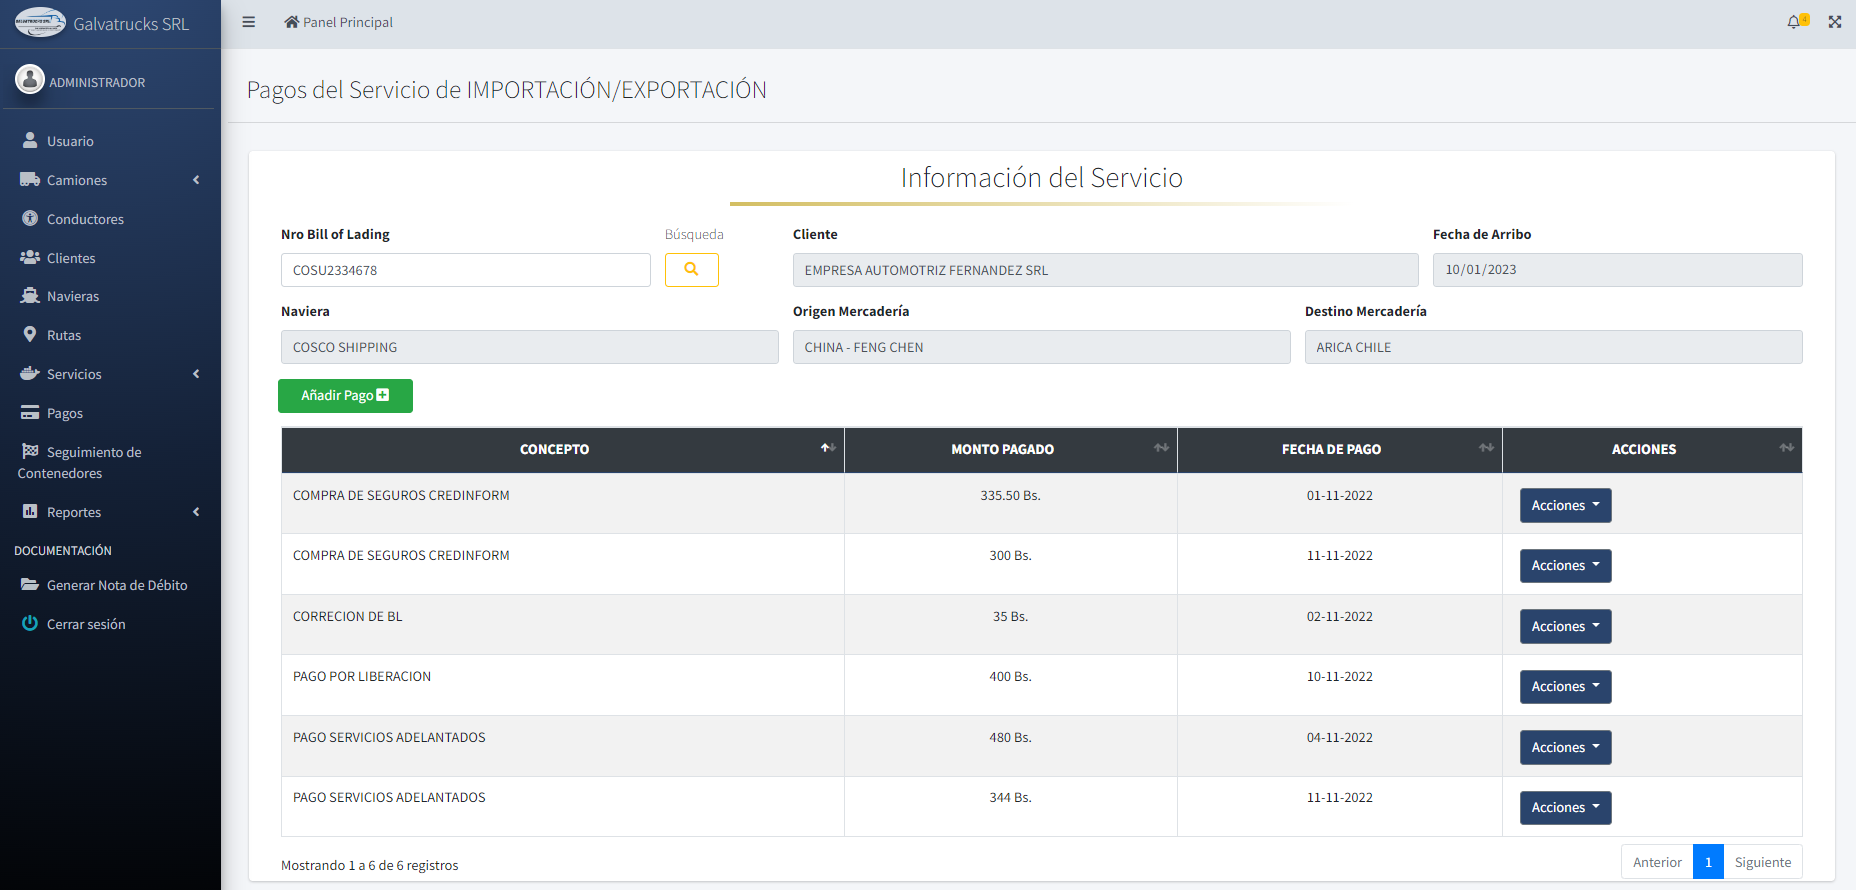 Galvatrucks SRL
Panel Principal
ADMINISTRADOR
Usuario
Camiones
Conductores
Clientes
Navieras
Rutas
Servicios
Pagos
Seguimiento de
Contenedores
Reportes
DOCUMENTACIÓN
Generar Nota de Débito
Cerrar sesión
Pagos del Servicio de IMPORTACIÓN/EXPORTACIÓN
Información del Servicio
Nro Bill of Lading Búsqueda Cliente Fecha de Arribo
COSU2334678 EMPRESA AUTOMOTRIZ FERNANDEZ SRL 10/01/2023
Naviera Origen Mercadería Destino Mercadería
COSCO SHIPPING CHINA - FENG CHEN ARICA CHILE
Añadir Pago
CONCEPTO MONTO PAGADO FECHA DE PAGO ACCIONES
COMPRA DE SEGUROS CREDINFORM 335.50 Bs. 01-11-2022 Acciones
COMPRA DE SEGUROS CREDINFORM 300 Bs. 11-11-2022 Acciones
CORRECION DE BL 35 Bs. 02-11-2022 Acciones
PAGO POR LIBERACION 400 Bs. 10-11-2022 Acciones
PAGO SERVICIOS ADELANTADOS 480 Bs. 04-11-2022 Acciones
PAGO SERVICIOS ADELANTADOS 344 Bs. 11-11-2022 Acciones
Mostrando 1 a 6 de 6 registros
Anterior 1 Siguiente